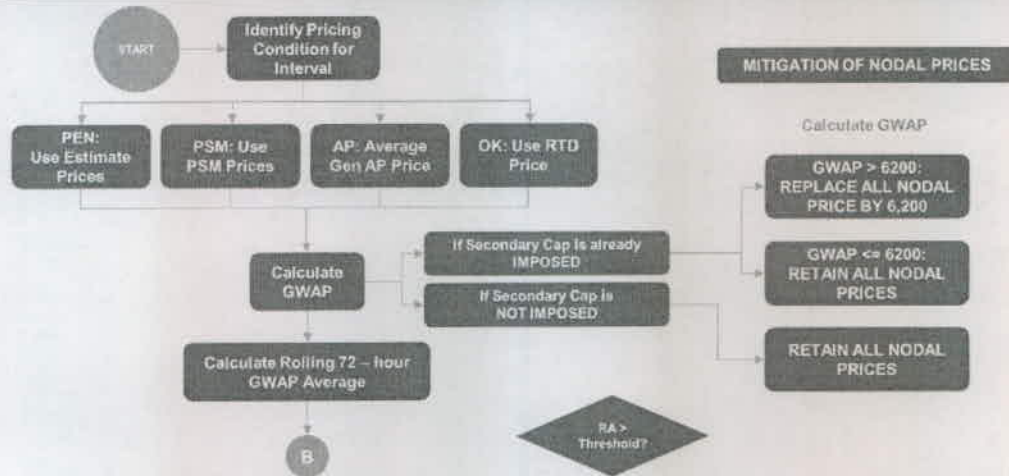 START
Identify Pricing
Condition for
Interval
MITIGATION OF NODAL PRICES
PEN:
Use Estimate
Prices
PSM: Use
PSM Prices
AP: Average
Gen AP Price
OK: Use RTD
Price
Calculate GWAP
GWAP > 6200:
REPLACE ALL NODAL
PRICE BY 6,200
Calculate
GWAP
If Secondary Cap is already
IMPOSED
GWAP <= 6200:
RETAIN ALL NODAL
PRICES
If Secondary Cap is
NOT IMPOSED
Calculate Rolling 72 – hour
GWAP Average
RETAIN ALL NODAL
PRICES
RA >
Threshold?
B